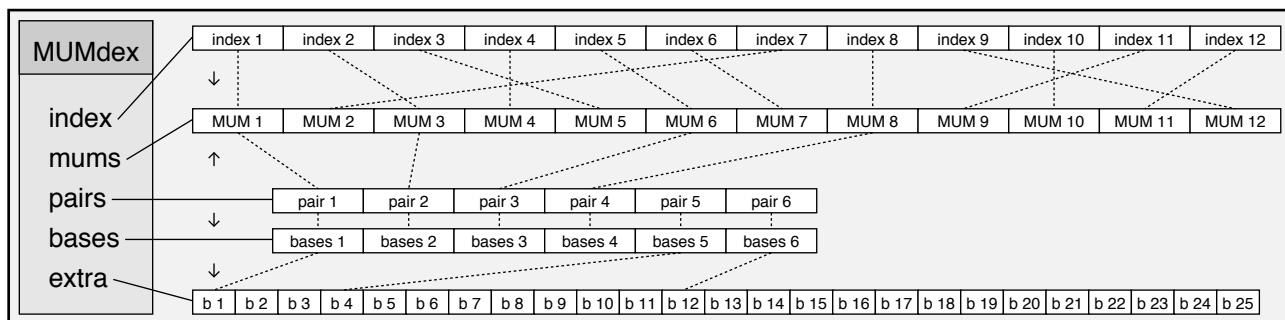 MUMdex
index 1 index 2 index 3 index 4 index 5 index 6 index 7 index 8 index 9 index 10 index 11 index 12
↓
index
MUM 1 MUM 2 MUM 3 MUM 4 MUM 5 MUM 6 MUM 7 MUM 8 MUM 9 MUM 10 MUM 11 MUM 12
mums
↑
pairs
pair 1 pair 2 pair 3 pair 4 pair 5 pair 6
↓
bases
bases 1 bases 2 bases 3 bases 4 bases 5 bases 6
↓
extra
b 1 b 2 b 3 b 4 b 5 b 6 b 7 b 8 b 9 b 10 b 11 b 12 b 13 b 14 b 15 b 16 b 17 b 18 b 19 b 20 b 21 b 22 b 23 b 24 b 25